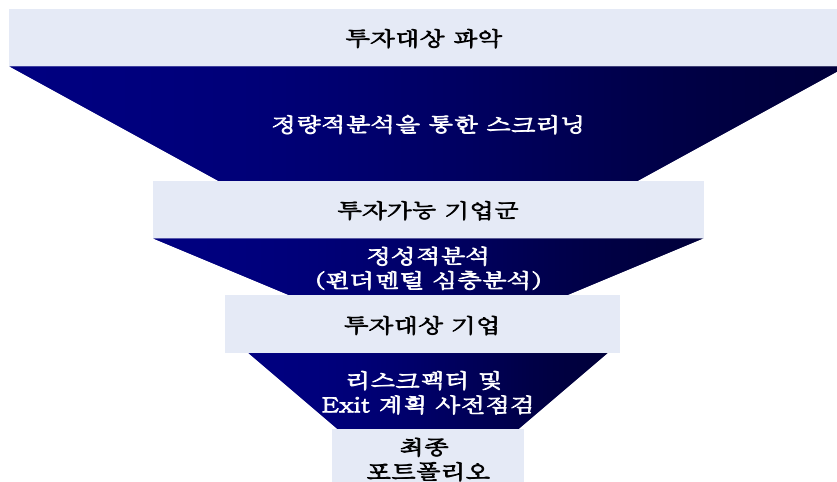 투자대상 파악
정량적분석을 통한 스크리닝
투자가능 기업군
정성적분석
(펀더멘털 심층분석)
투자대상 기업
리스크팩터 및
Exit 계획 사전점검
최종
포트폴리오